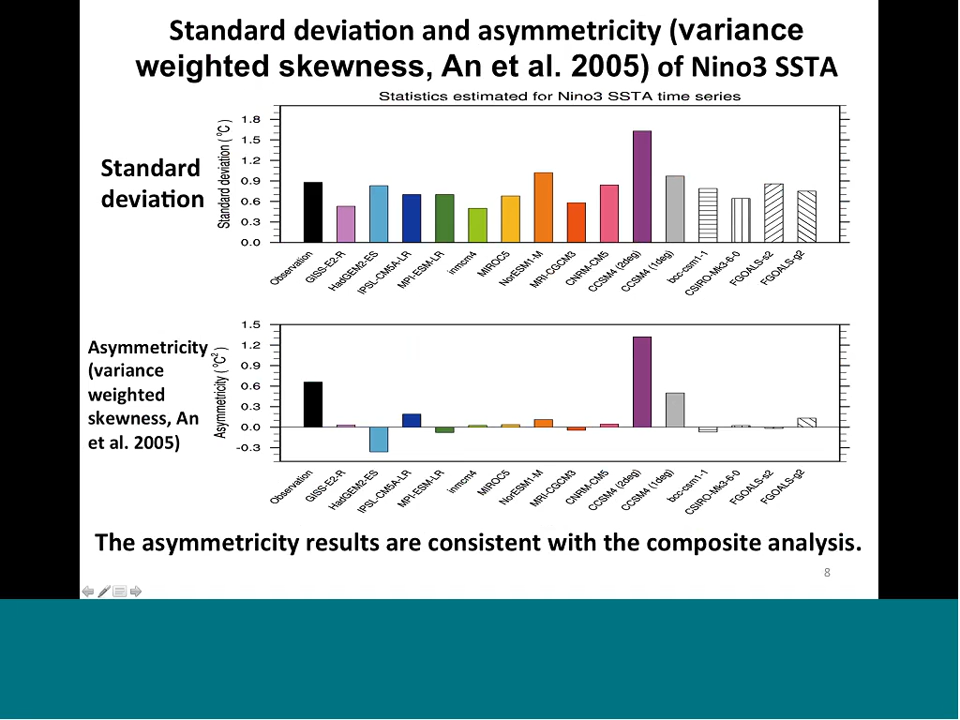 Standard deviation and asymmetricity (variance
weighted skewness, An et al. 2005) of Nino3 SSTA
Statistics estimated for Nino3 SSTA time series
Standard
deviation
Standard deviation ( °C )
1.8
1.5
1.2
0.9
0.6
0.3
0.0
Observation
GISS-E2-R
HadGEM2-ES
IPSL-CM5A-LR
MPI-ESM-LR
inmcm4
MIROC5
NorESM1-M
MRI-CGCM3
CNRM-CM5
CCSM4 (2deg)
CCSM4 (1deg)
bcc-csm1-1
CSIRO-Mk3-6-0
FGOALS-s2
FGOALS-g2
Asymmetricity
(variance
weighted
skewness, An
et al. 2005)
Asymmetricity ( °C² )
1.5
1.2
0.9
0.6
0.3
0.0
-0.3
Observation
GISS-E2-R
HadGEM2-ES
IPSL-CM5A-LR
MPI-ESM-LR
inmcm4
MIROC5
NorESM1-M
MRI-CGCM3
CNRM-CM5
CCSM4 (2deg)
CCSM4 (1deg)
bcc-csm1-1
CSIRO-Mk3-6-0
FGOALS-s2
FGOALS-g2
The asymmetricity results are consistent with the composite analysis.
8